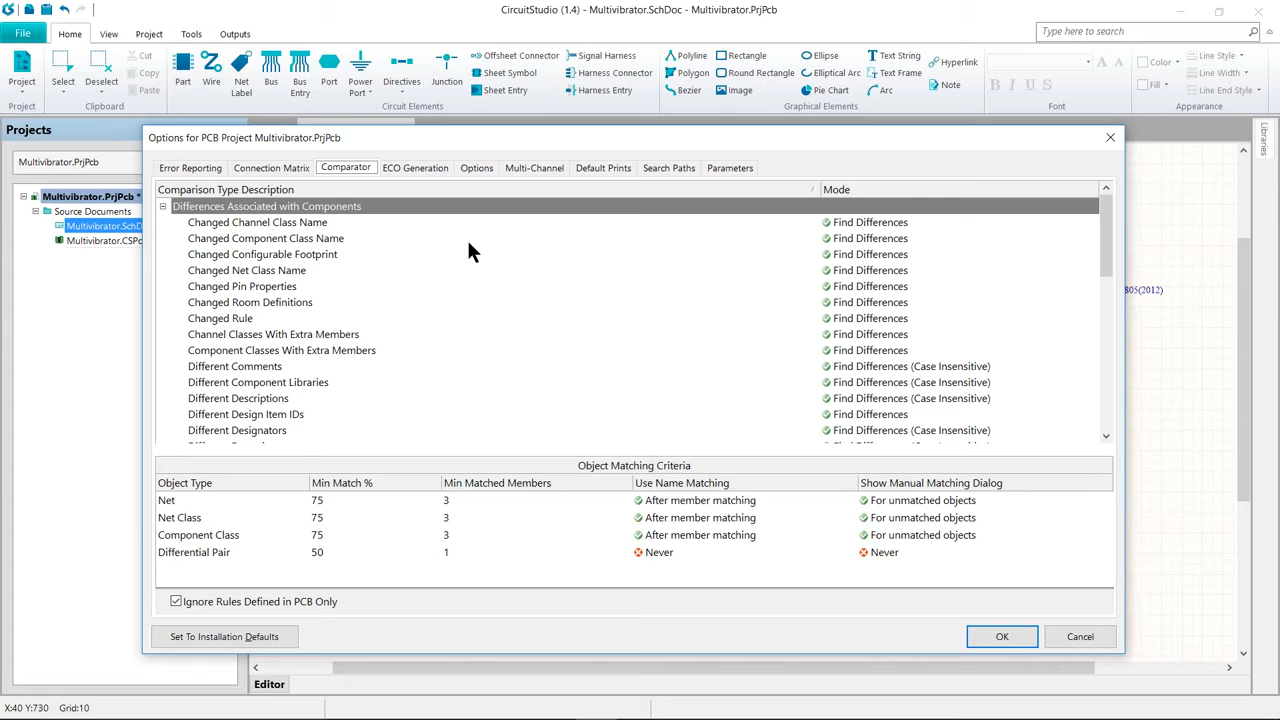 CircuitStudio (1.4) - Multivibrator.SchDoc - Multivibrator.PrjPcb
File Home View Project Tools Outputs
Type here to search
Project
Select
Deselect
Cut
Copy
Paste
Part
Wire
Net Label
Bus
Bus Entry
Port
Power Port
Directives
Junction
Offsheet Connector
Sheet Symbol
Sheet Entry
Signal Harness
Harness Connector
Harness Entry
Polyline
Polygon
Bezier
Rectangle
Round Rectangle
Image
Ellipse
Elliptical Arc
Pie Chart
Text String
Text Frame
Arc
Hyperlink
Note
A A
B I U S
Color
Fill
Line Style
Line Width
Line End Style
Project Clipboard Circuit Elements Graphical Elements Font Appearance
Projects
Multivibrator.PrjPcb
Multivibrator.PrjPcb *
Source Documents
Multivibrator.SchD
Multivibrator.CSPc
Libraries
805(2012)
Options for PCB Project Multivibrator.PrjPcb
Error Reporting Connection Matrix Comparator ECO Generation Options Multi-Channel Default Prints Search Paths Parameters
Comparison Type Description Mode
Differences Associated with Components
Changed Channel Class Name Find Differences
Changed Component Class Name Find Differences
Changed Configurable Footprint Find Differences
Changed Net Class Name Find Differences
Changed Pin Properties Find Differences
Changed Room Definitions Find Differences
Changed Rule Find Differences
Channel Classes With Extra Members Find Differences
Component Classes With Extra Members Find Differences
Different Comments Find Differences (Case Insensitive)
Different Component Libraries Find Differences (Case Insensitive)
Different Descriptions Find Differences (Case Insensitive)
Different Design Item IDs Find Differences
Different Designators Find Differences (Case Insensitive)
Object Matching Criteria
Object Type Min Match % Min Matched Members Use Name Matching Show Manual Matching Dialog
Net 75 3 After member matching For unmatched objects
Net Class 75 3 After member matching For unmatched objects
Component Class 75 3 After member matching For unmatched objects
Differential Pair 50 1 Never Never
Ignore Rules Defined in PCB Only
Set To Installation Defaults OK Cancel
Editor
X:40 Y:730 Grid:10